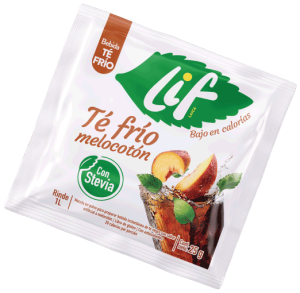 Bebida
TÉ
FRÍO
Lif
Bajo en calorías
Té frío
melocotón
Con
Stevia
Rinde
1L
25 g